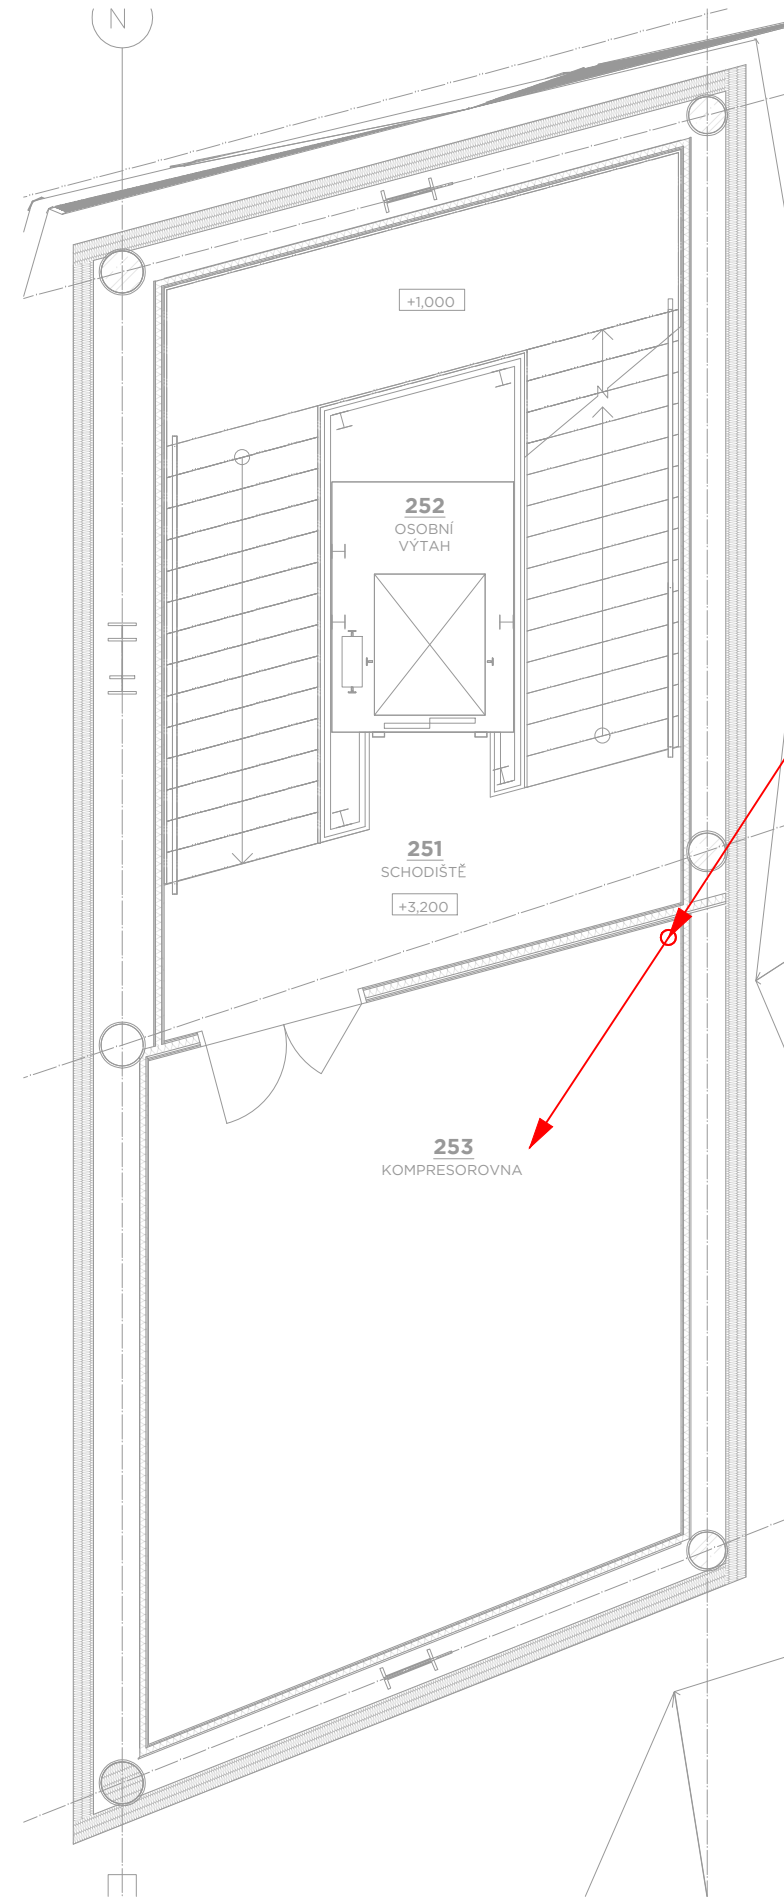 N
+1,000
N
252
OSOBNÍ
VÝTAH
251
SCHODIŠTĚ
+3,200
253
KOMPRESOROVNA